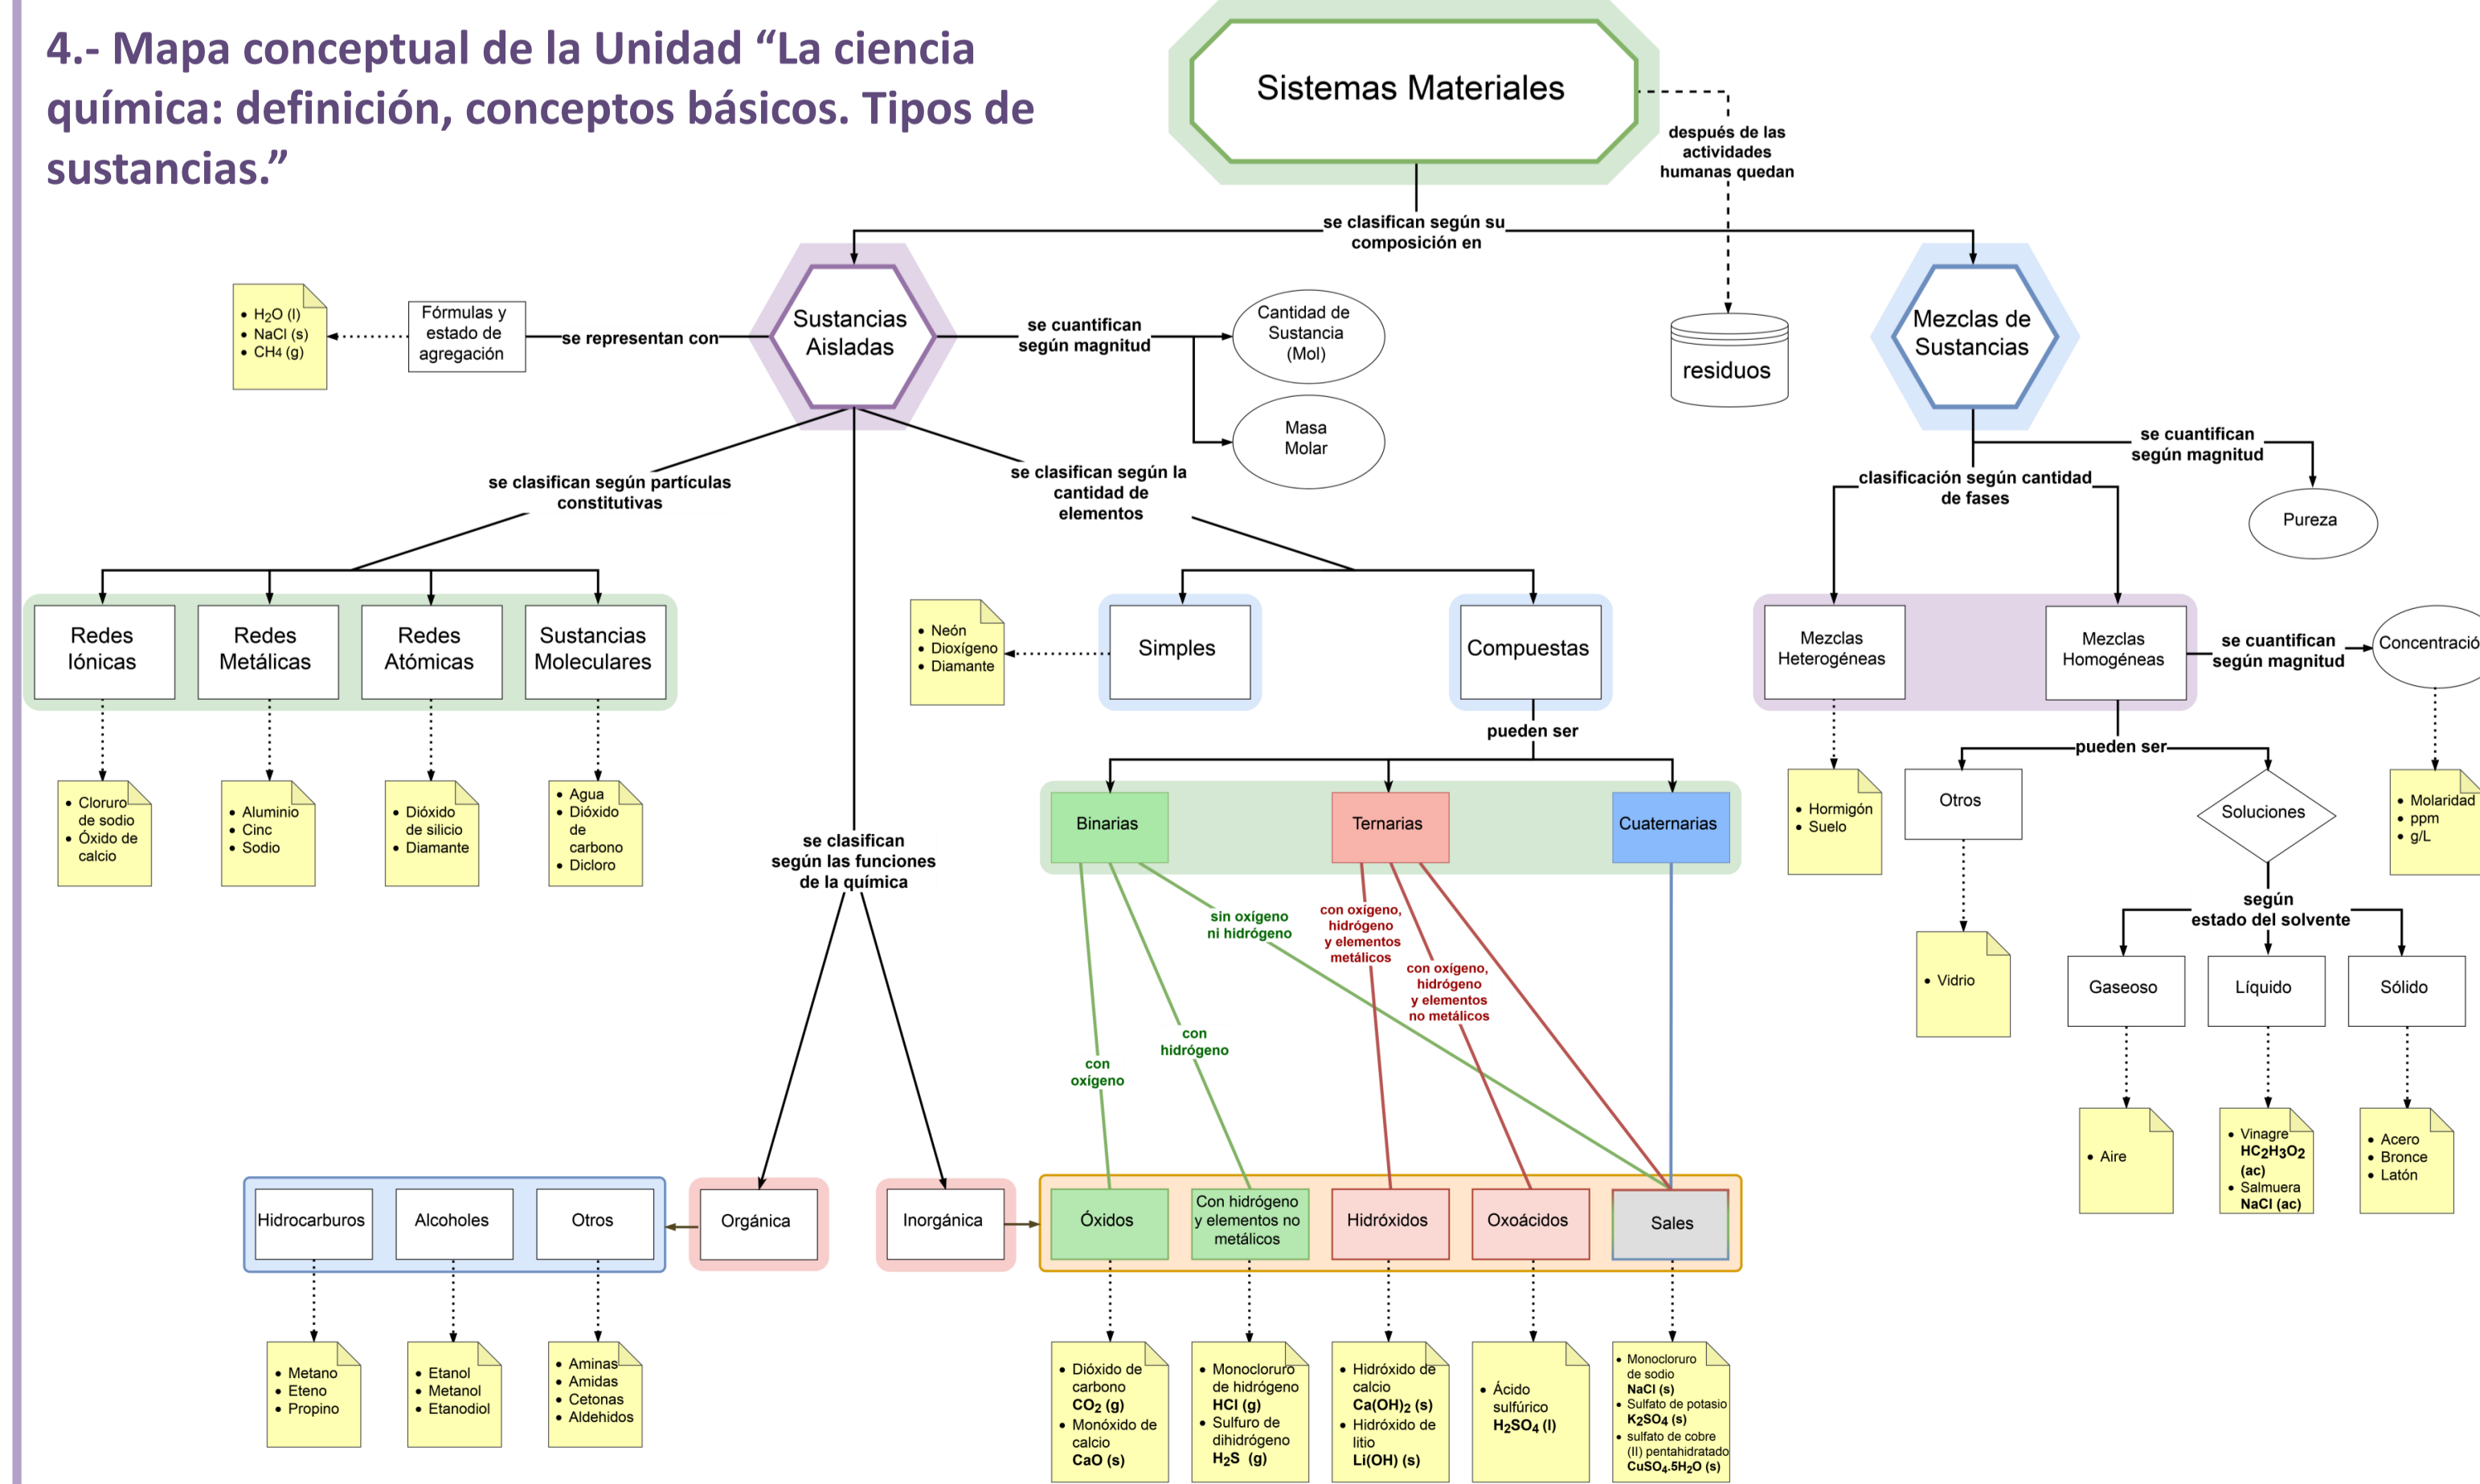 4.- Mapa conceptual de la Unidad “La ciencia
química: definición, conceptos básicos. Tipos de
sustancias.”
Sistemas Materiales
después de las
actividades
humanas quedan
se clasifican según su
composición en
H2O (l)
NaCl (s)
CH4 (g)
Fórmulas y
estado de
agregación
se representan con
Sustancias
Aisladas
se cuantifican
según magnitud
Cantidad de
Sustancia
(Mol)
Masa
Molar
residuos
Mezclas de
Sustancias
se cuantifican
según magnitud
Pureza
clasificación según cantidad
de fases
se clasifican según partículas
constitutivas
se clasifican según la
cantidad de
elementos
Redes
Iónicas
Redes
Metálicas
Redes
Atómicas
Sustancias
Moleculares
Neón
Dioxígeno
Diamante
Simples
Compuestas
Mezclas
Heterogéneas
Mezclas
Homogéneas
se cuantifican
según magnitud
Concentració
pueden ser
pueden ser
Cloruro
de sodio
Óxido de
calcio
Aluminio
Cinc
Sodio
Dióxido
de silicio
Diamante
Agua
Dióxido
de
carbono
Dicloro
se clasifican
según las funciones
de la química
Binarias
Ternarias
Cuaternarias
Hormigón
Suelo
Otros
Soluciones
Molaridad
ppm
g/L
sin oxígeno
ni hidrógeno
con oxígeno,
hidrógeno
y elementos
metálicos
con oxígeno,
hidrógeno
y elementos
no metálicos
con
hidrógeno
con
oxígeno
según
estado del solvente
Vidrio
Gaseoso
Líquido
Sólido
Aire
Vinagre
HC2H3O2
(ac)
Salmuera
NaCl (ac)
Acero
Bronce
Latón
Hidrocarburos
Alcoholes
Otros
Orgánica
Inorgánica
Óxidos
Con hidrógeno
y elementos no
metálicos
Hidróxidos
Oxoácidos
Sales
Metano
Eteno
Propino
Etanol
Metanol
Etanodiol
Aminas
Amidas
Cetonas
Aldehidos
Dióxido de
carbono
CO2 (g)
Monóxido de
calcio
CaO (s)
Monocloruro
de hidrógeno
HCl (g)
Sulfuro de
dihidrógeno
H2S (g)
Hidróxido de
calcio
Ca(OH)2 (s)
Hidróxido de
litio
Li(OH) (s)
Ácido
sulfúrico
H2SO4 (l)
Monocloruro
de sodio
NaCl (s)
Sulfato de potasio
K2SO4 (s)
sulfato de cobre
(II) pentahidratado
CuSO4.5H2O (s)